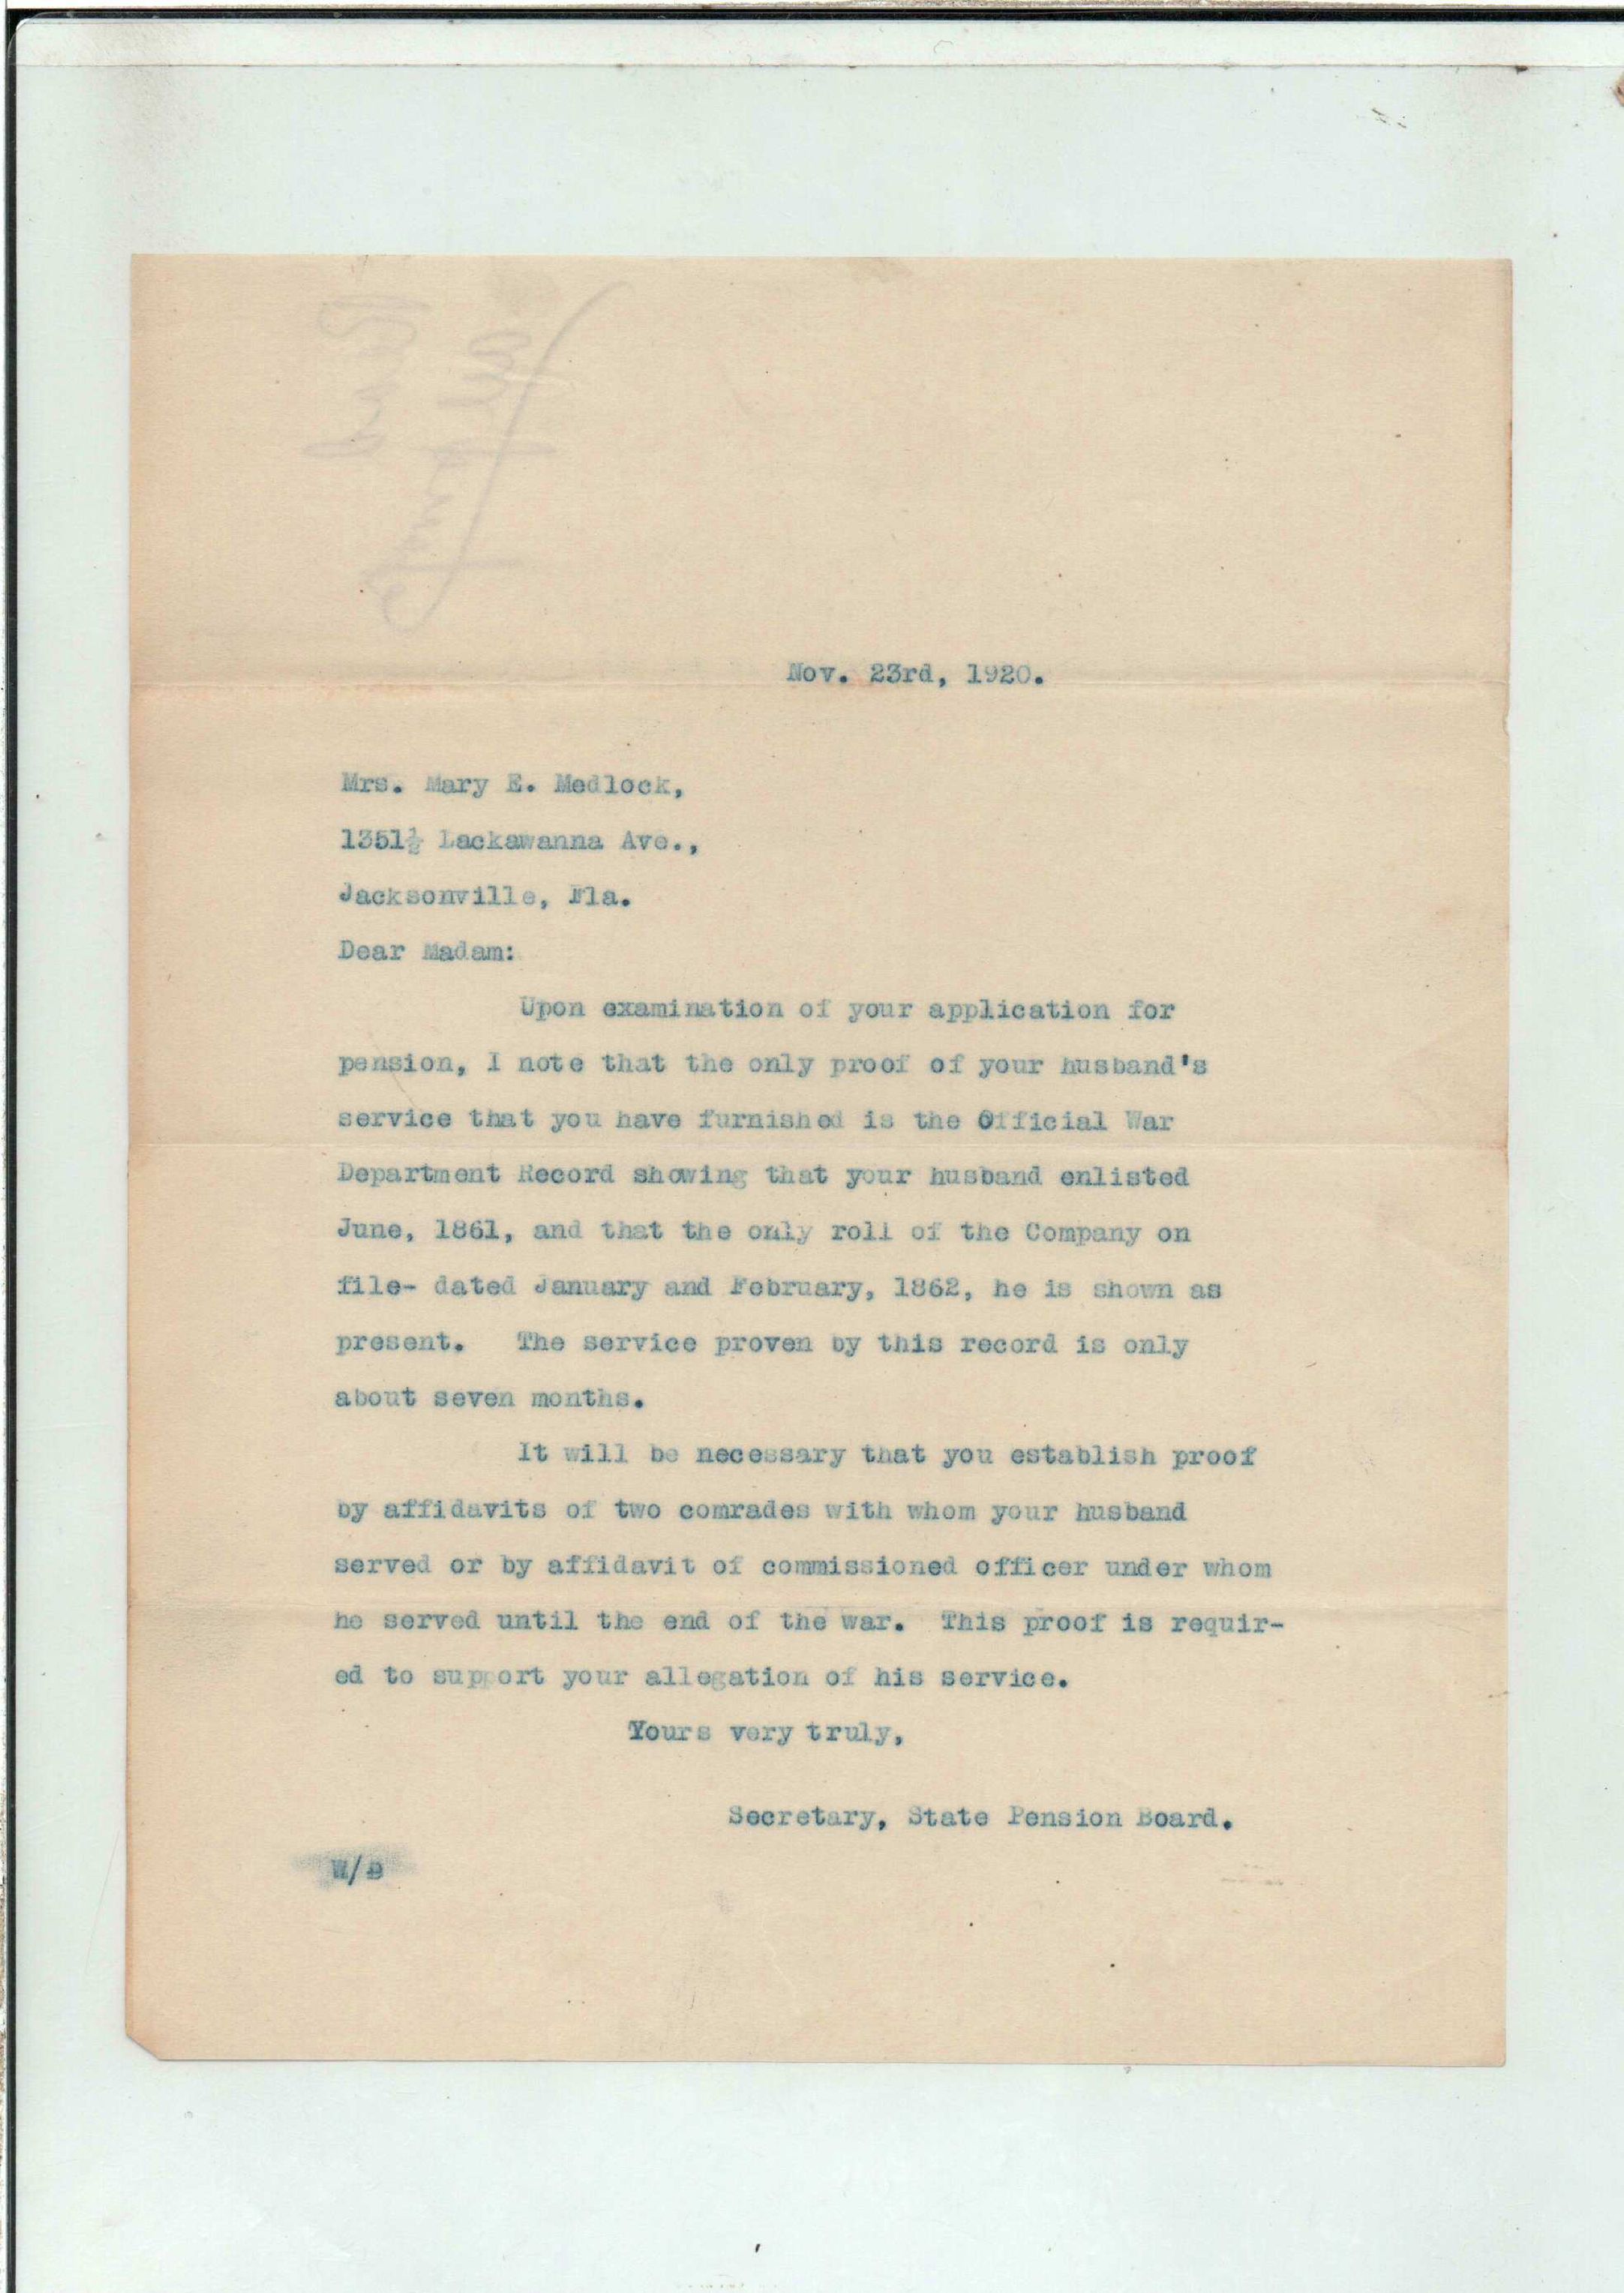 Nov. 23rd, 1920.
Mrs. Mary E. Medlock,
1351½ Lackawanna Ave.,
Jacksonville, Fla.
Dear Madam:
Upon examination of your application for
pension, I note that the only proof of your husband's
service that you have furnished is the Official War
Department Record showing that your husband enlisted
June, 1861, and that the only roll of the Company on
file- dated January and February, 1862, he is shown as
present. The service proven by this record is only
about seven months.
It will be necessary that you establish proof
by affidavits of two comrades with whom your husband
served or by affidavit of commissioned officer under whom
he served until the end of the war. This proof is requir-
ed to support your allegation of his service.
Yours very truly,
Secretary, State Pension Board.